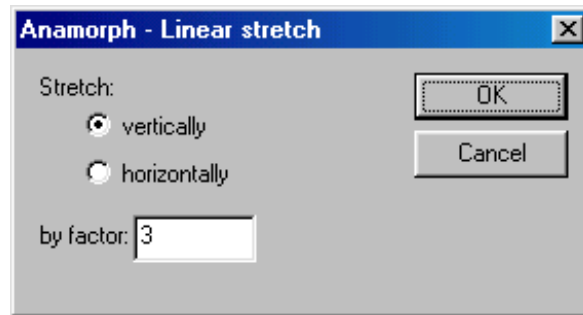 Anamorph - Linear stretch
Stretch:
OK
vertically
Cancel
horizontally
by factor: 3